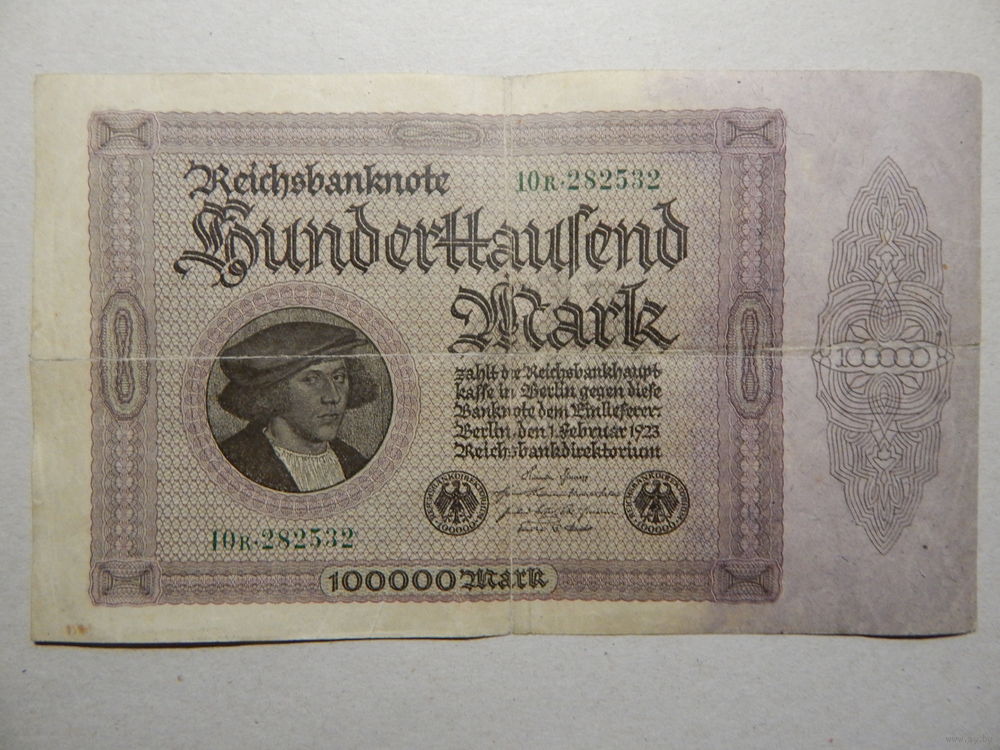 Reichsbanknote
10R·282532
Hunderttausend
Mark
zahlt die Reichsbankhaupt-
kasse in Berlin gegen diese
Banknote dem Einlieferer.
Berlin, den 1. Februar 1923
Reichsbankdirektorium
10R·282532
100000 Mark
100000